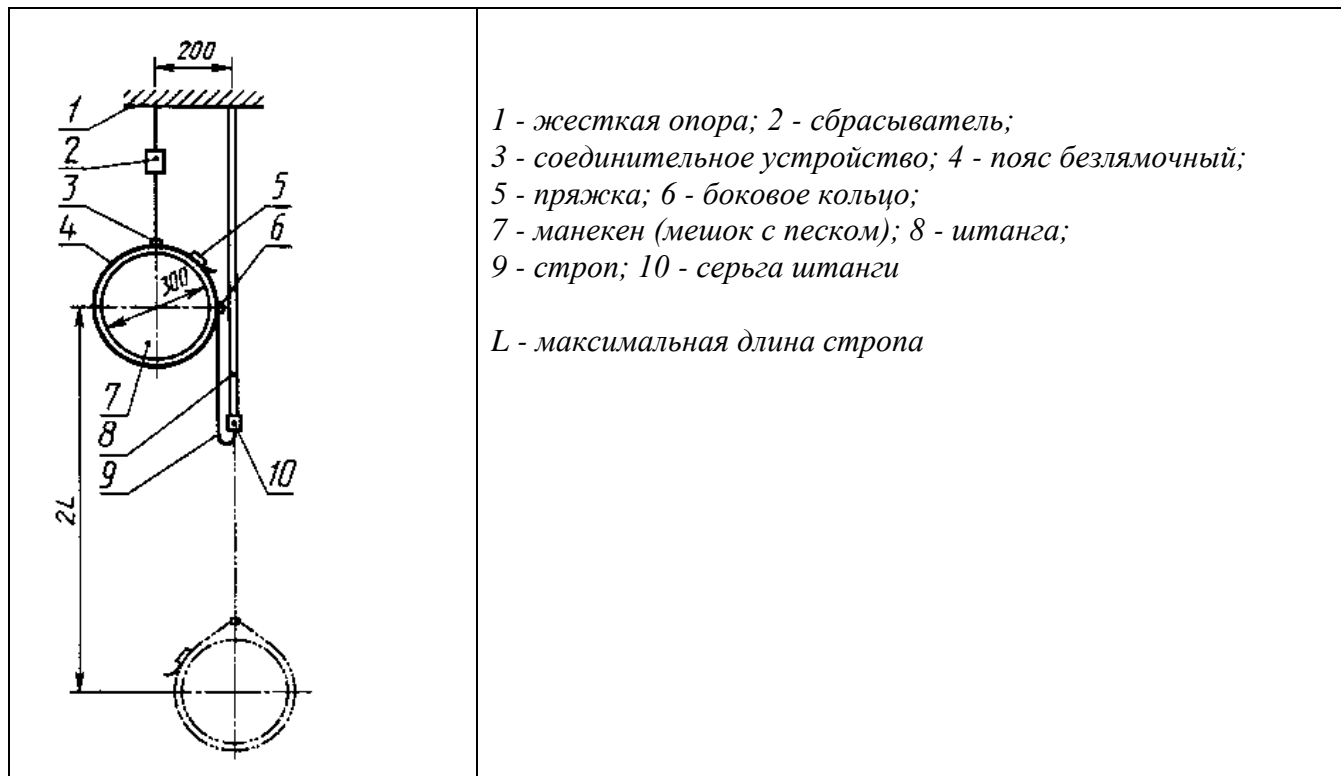 200
1
2
3
4
5
6
300
7
8
9
10
2L
1 - жесткая опора; 2 - сбрасыватель;
3 - соединительное устройство; 4 - пояс безлямочный;
5 - пряжка; 6 - боковое кольцо;
7 - манекен (мешок с песком); 8 - штанга;
9 - строп; 10 - серьга штанги
L - максимальная длина стропа